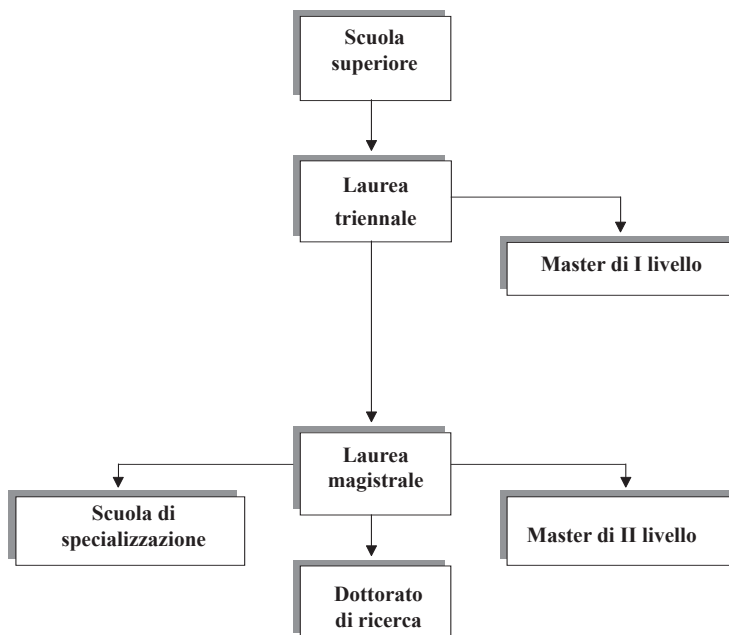 Scuola
superiore
Laurea
triennale
Master di I livello
Laurea
magistrale
Scuola di
specializzazione
Master di II livello
Dottorato
di ricerca